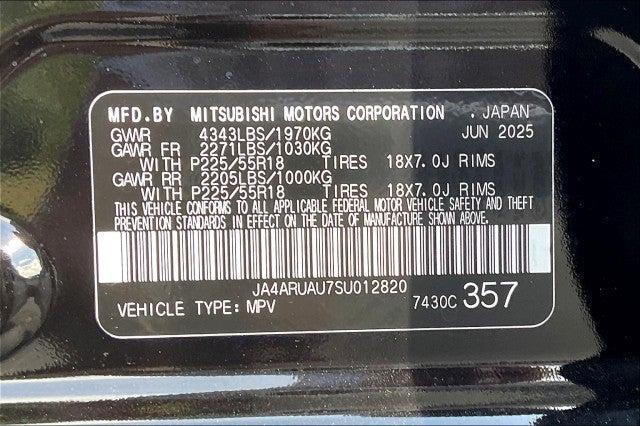 MFD.BY MITSUBISHI MOTORS CORPORATION . JAPAN
GVWR 4343LBS/1970KG JUN 2025
GAWR FR 2271LBS/1030KG
WITH P225/55R18 TIRES 18X7.0J RIMS
GAWR RR 2205LBS/1000KG
WITH P225/55R18 TIRES 18X7.0J RIMS
THIS VEHICLE CONFORMS TO ALL APPLICABLE FEDERAL MOTOR VEHICLE SAFETY AND THEFT
PREVENTION STANDARDS IN EFFECT ON THE DATE OF MANUFACTURE SHOWN ABOVE.
JA4ARUAU7SU012820
VEHICLE TYPE: MPV 7430C 357